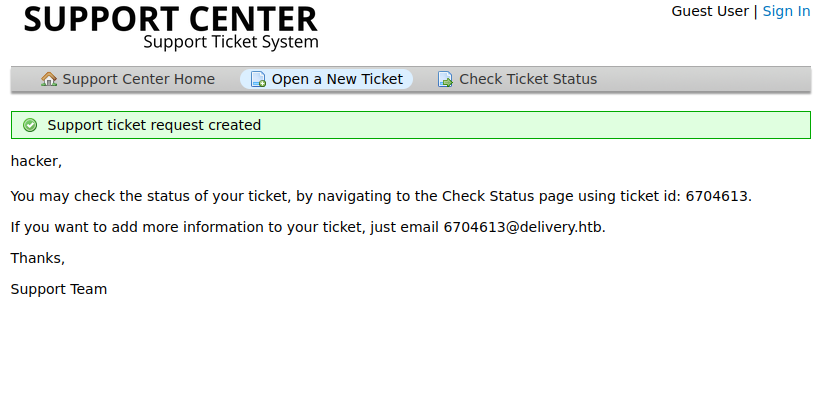 SUPPORT CENTER
Support Ticket System
Guest User | Sign In
Support Center Home
Open a New Ticket
Check Ticket Status
Support ticket request created
hacker,
You may check the status of your ticket, by navigating to the Check Status page using ticket id: 6704613.
If you want to add more information to your ticket, just email 6704613@delivery.htb.
Thanks,
Support Team